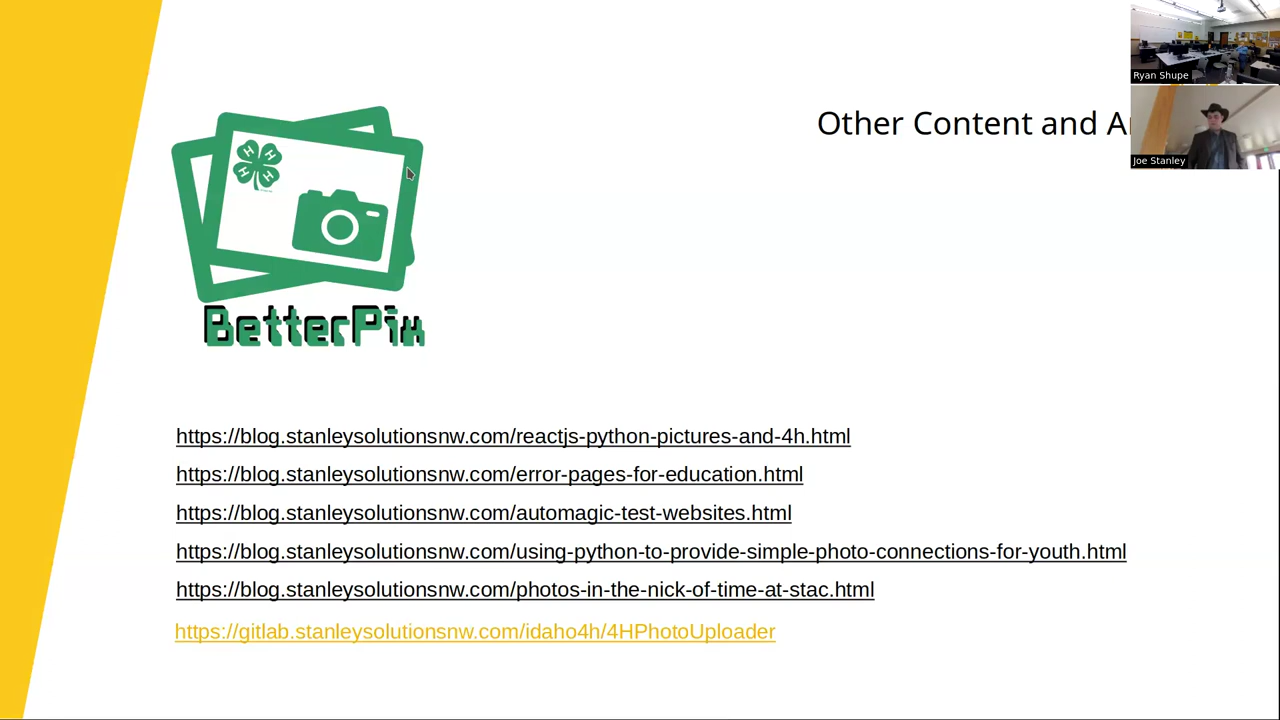 Ryan Shupe
Other Content and
Joe Stanley
H H H H
BetterPix
https://blog.stanleysolutionsnw.com/reactjs-python-pictures-and-4h.html
https://blog.stanleysolutionsnw.com/error-pages-for-education.html
https://blog.stanleysolutionsnw.com/automagic-test-websites.html
https://blog.stanleysolutionsnw.com/using-python-to-provide-simple-photo-connections-for-youth.html
https://blog.stanleysolutionsnw.com/photos-in-the-nick-of-time-at-stac.html
https://gitlab.stanleysolutionsnw.com/idaho4h/4HPhotoUploader